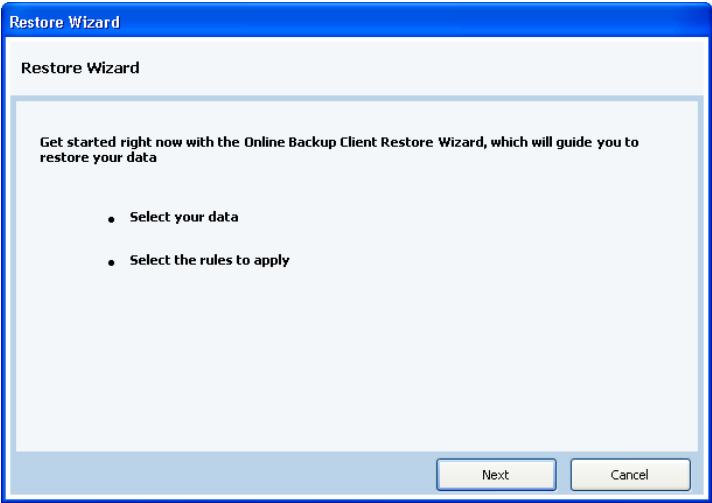 Restore Wizard
Restore Wizard
Get started right now with the Online Backup Client Restore Wizard, which will guide you to
restore your data
• Select your data
• Select the rules to apply
Next Cancel